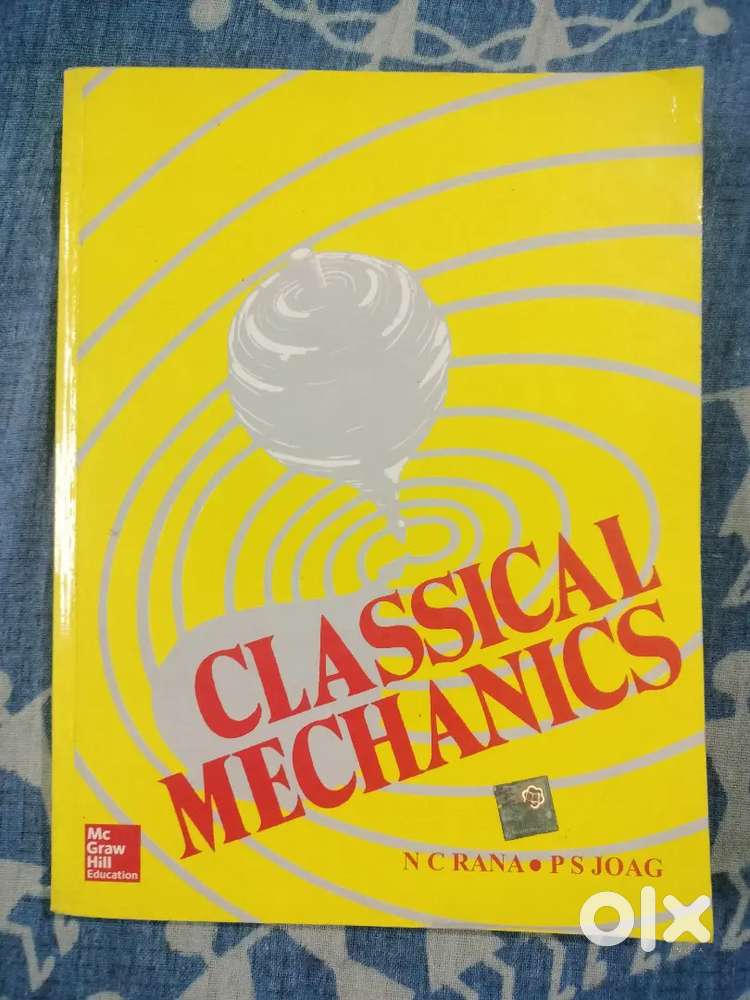 CLASSICAL
MECHANICS
Mc
Graw
Hill
Education
N C RANA • P S JOAG
olx